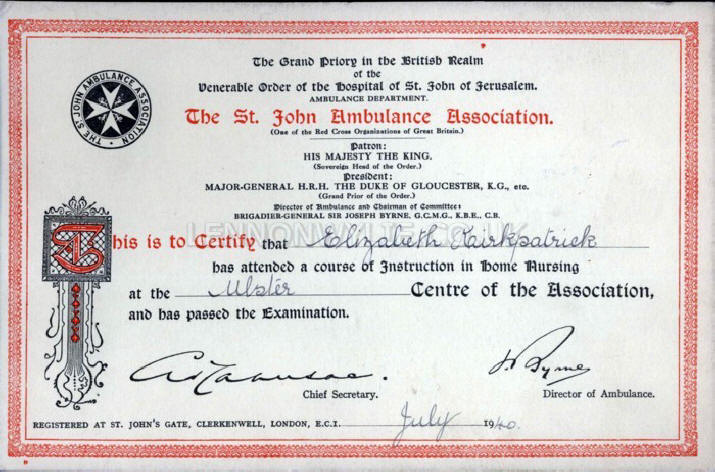 The Grand Priory in the British Realm
of the
Venerable Order of the Hospital of St. John of Jerusalem.
AMBULANCE DEPARTMENT.
THE ST. JOHN AMBULANCE ASSOCIATION
The St. John Ambulance Association.
(One of the Red Cross Organizations of Great Britain.)
Patron:
HIS MAJESTY THE KING.
(Sovereign Head of the Order.)
President:
MAJOR-GENERAL H.R.H. THE DUKE OF GLOUCESTER, K.G., etc.
(Grand Prior of the Order.)
Director of Ambulance and Chairman of Committee:
BRIGADIER-GENERAL SIR JOSEPH BYRNE, G.C.M.G., K.B.E., C.B.
This is to Certify that Elizabeth Kirkpatrick
has attended a course of Instruction in Home Nursing
at the Ulster Centre of the Association,
and has passed the Examination.
J. Byrne
Chief Secretary. Director of Ambulance.
REGISTERED AT ST. JOHN'S GATE, CLERKENWELL, LONDON, E.C.1. July 1940.